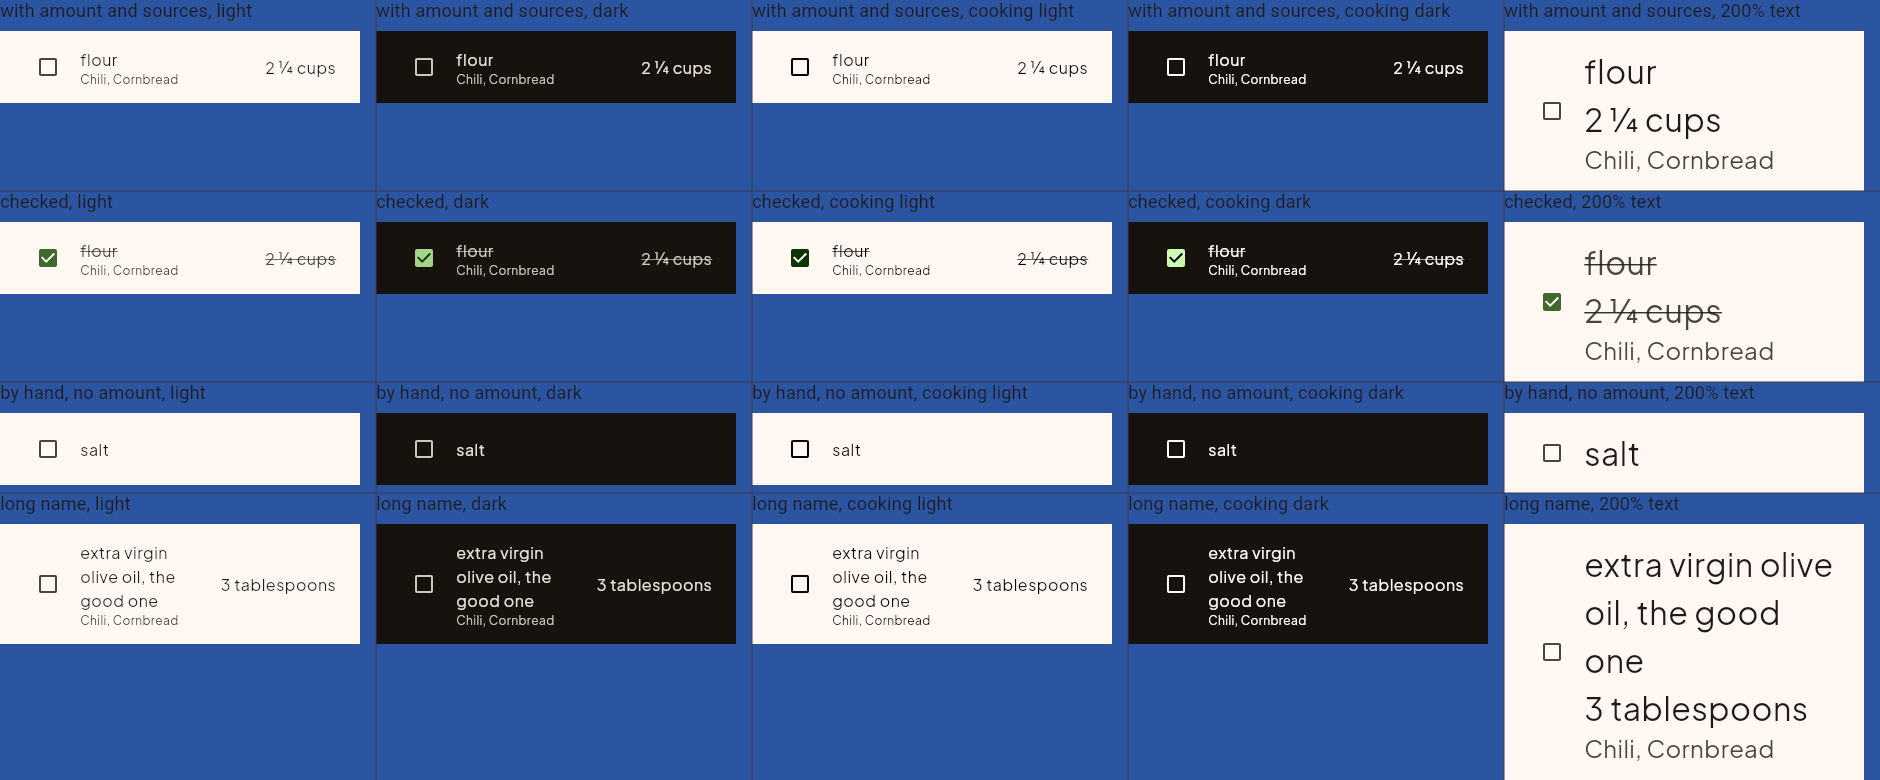 with amount and sources, light
with amount and sources, dark
with amount and sources, cooking light
with amount and sources, cooking dark
with amount and sources, 200% text
flour
Chili, Cornbread
2 ¼ cups
flour
Chili, Cornbread
2 ¼ cups
flour
Chili, Cornbread
2 ¼ cups
flour
Chili, Cornbread
2 ¼ cups
flour
2 ¼ cups
Chili, Cornbread
checked, light
checked, dark
checked, cooking light
checked, cooking dark
checked, 200% text
flour
Chili, Cornbread
2 ¼ cups
flour
Chili, Cornbread
2 ¼ cups
flour
Chili, Cornbread
2 ¼ cups
flour
Chili, Cornbread
2 ¼ cups
flour
2 ¼ cups
Chili, Cornbread
by hand, no amount, light
by hand, no amount, dark
by hand, no amount, cooking light
by hand, no amount, cooking dark
by hand, no amount, 200% text
salt
salt
salt
salt
salt
long name, light
long name, dark
long name, cooking light
long name, cooking dark
long name, 200% text
extra virgin
olive oil, the
good one
Chili, Cornbread
3 tablespoons
extra virgin
olive oil, the
good one
Chili, Cornbread
3 tablespoons
extra virgin
olive oil, the
good one
Chili, Cornbread
3 tablespoons
extra virgin
olive oil, the
good one
Chili, Cornbread
3 tablespoons
extra virgin olive
oil, the good
one
3 tablespoons
Chili, Cornbread